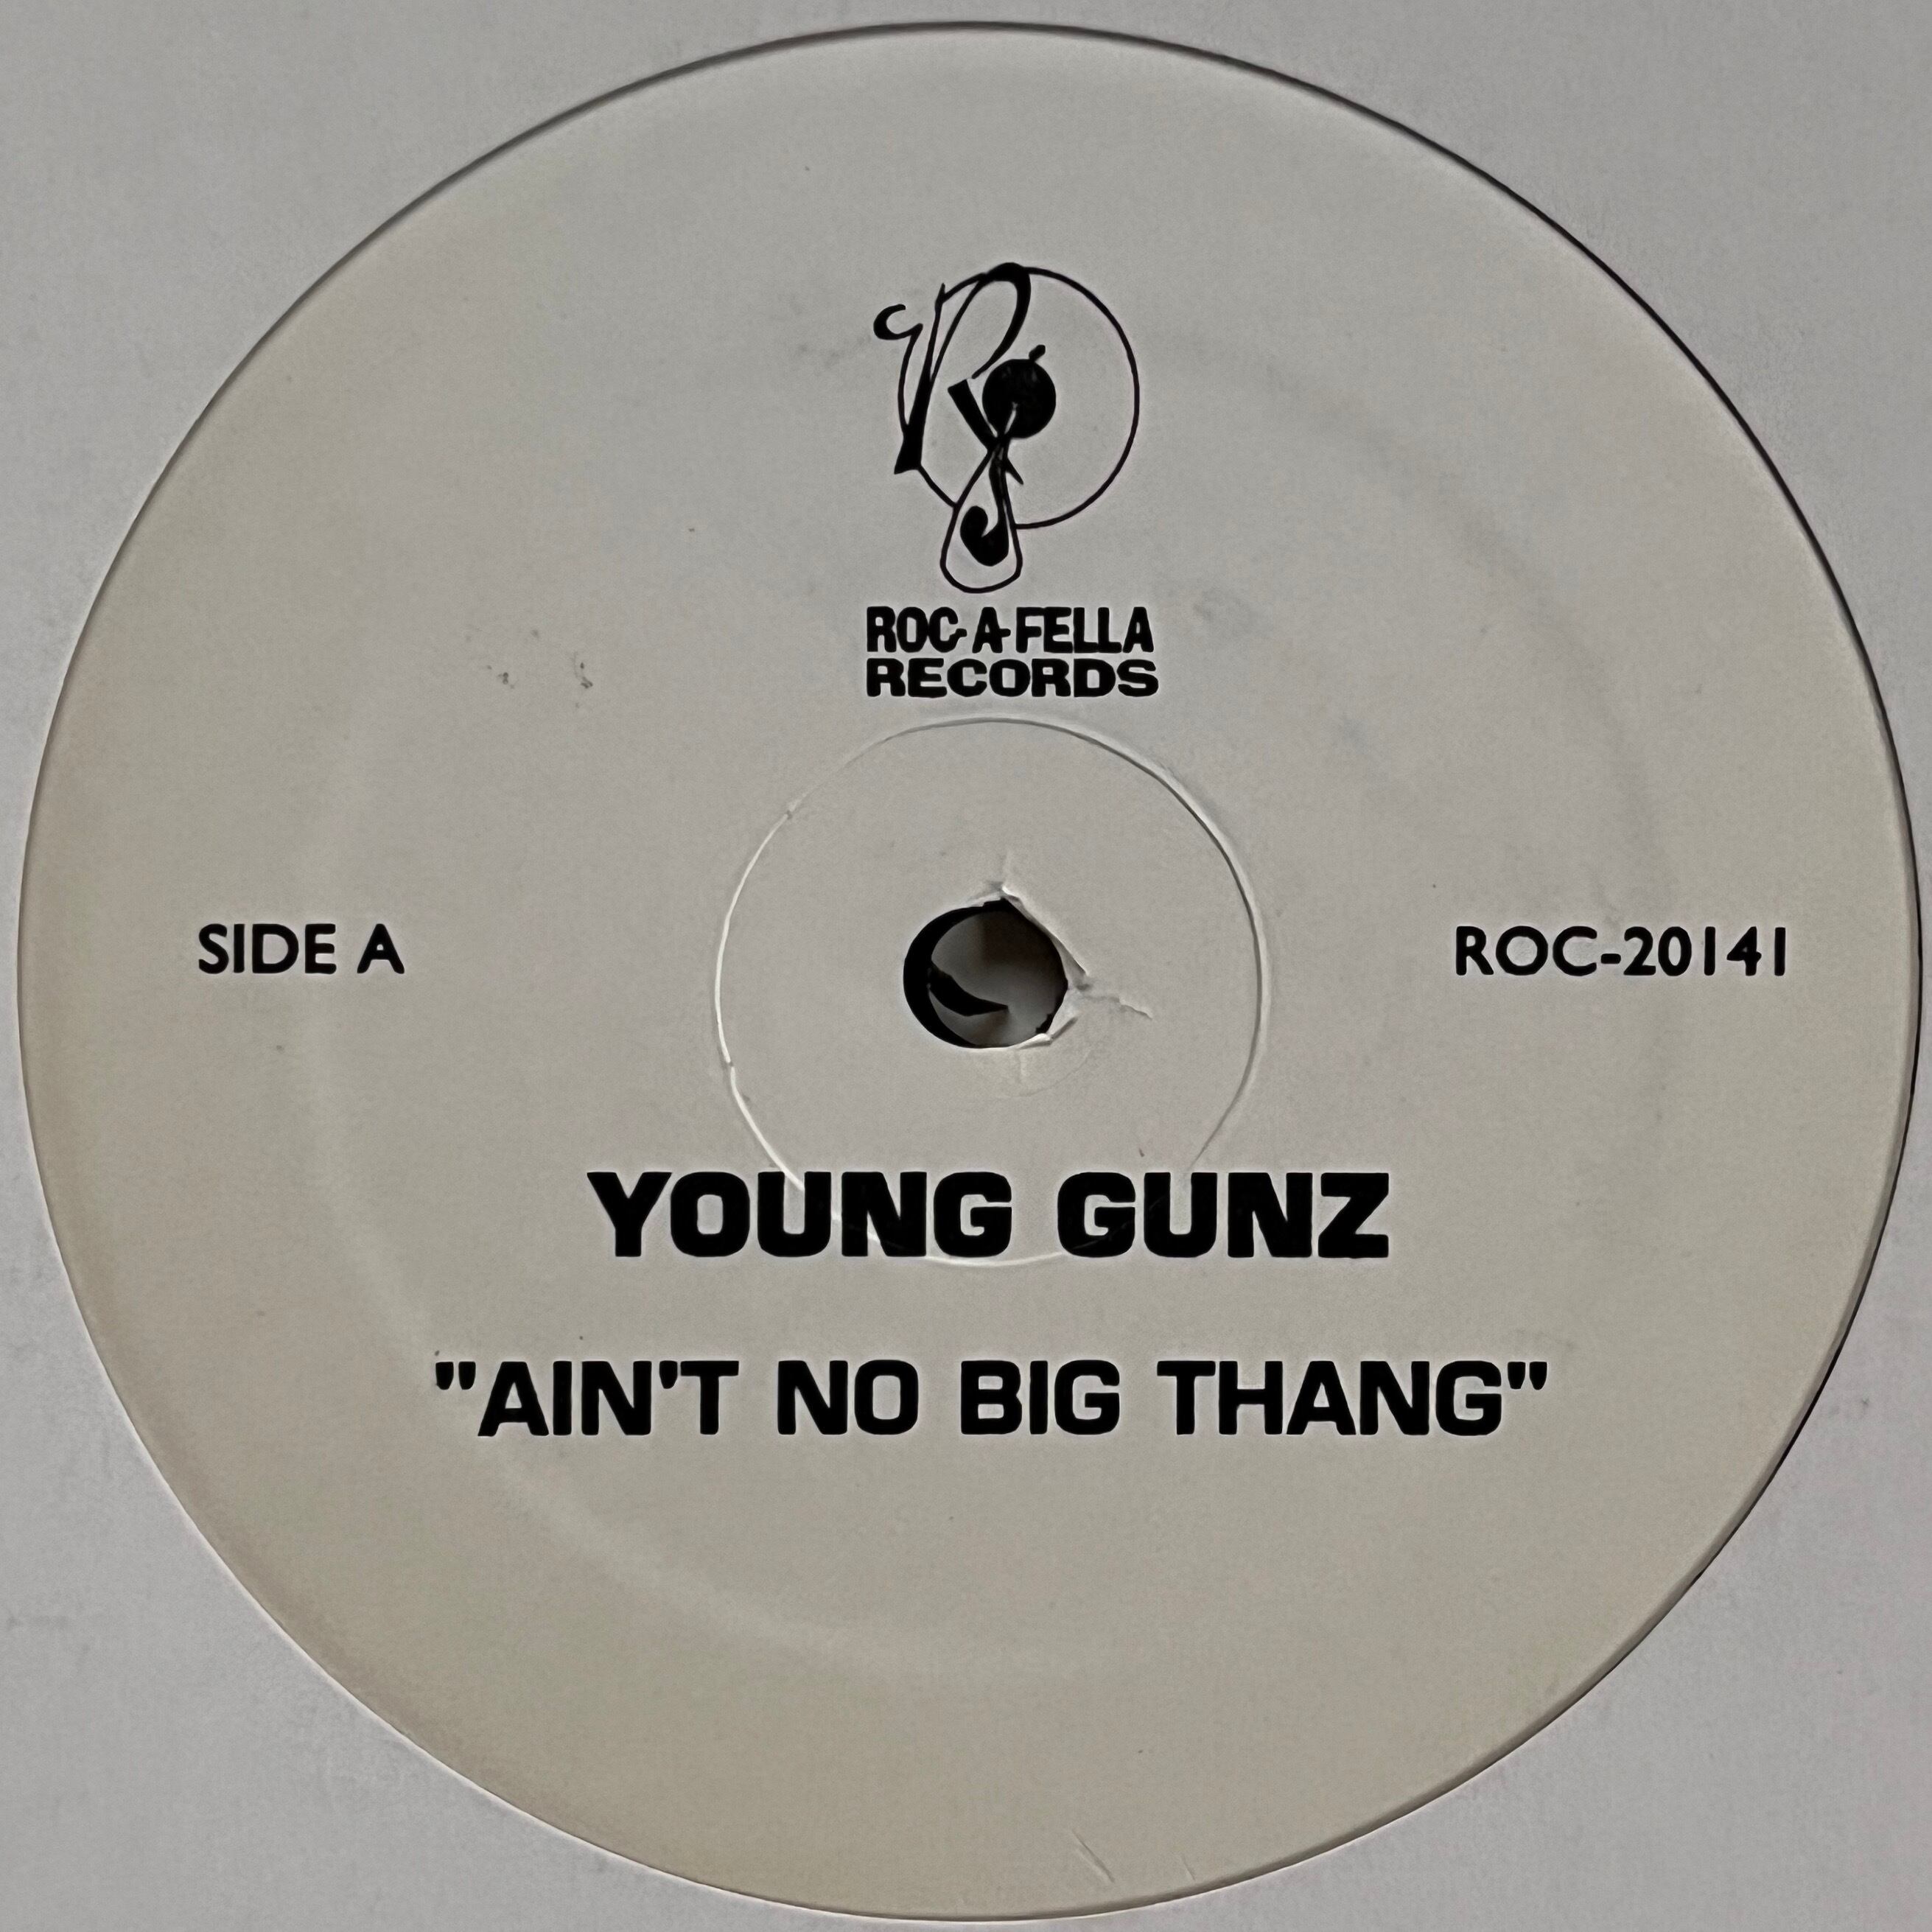 ROC-A-FELLA
RECORDS
SIDE A
ROC-20141
YOUNG GUNZ
"AIN'T NO BIG THANG"